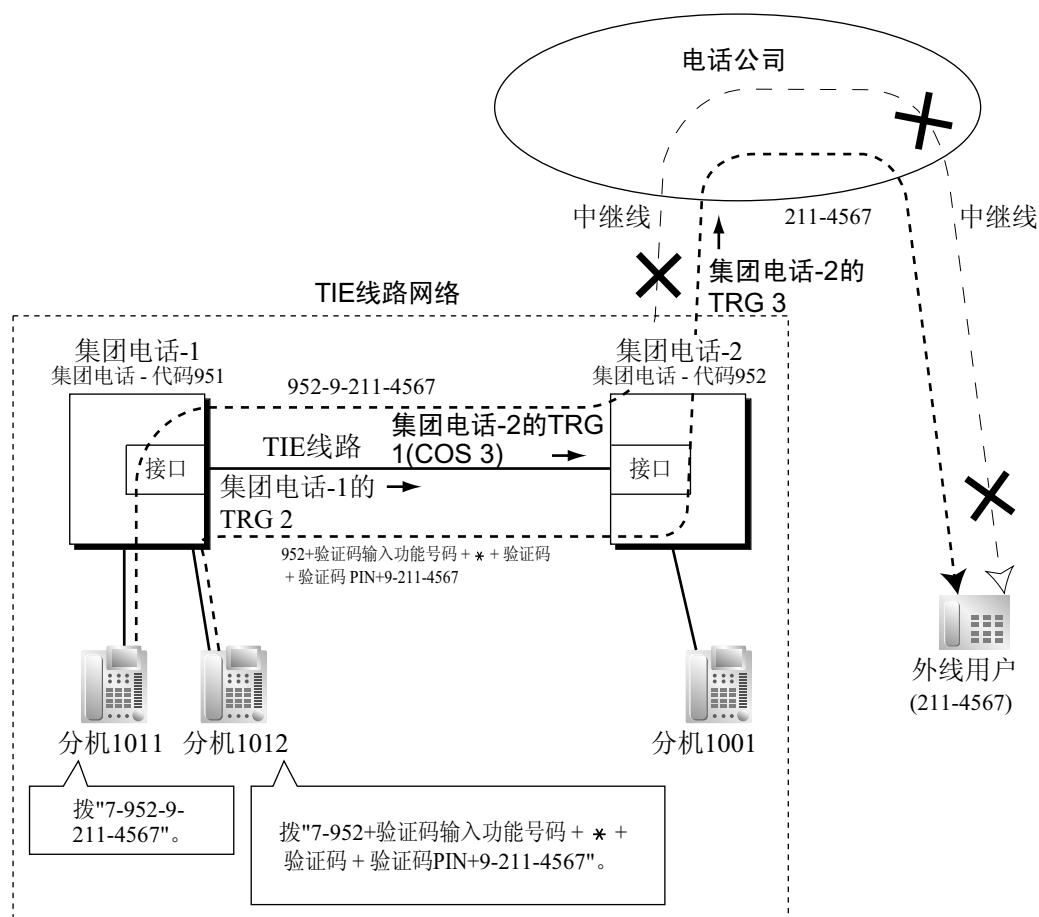 电话公司
中继线
211-4567
中继线
集团电话-2的
TRG 3
TIE线路网络
集团电话-1
集团电话 - 代码951
集团电话-2
集团电话 - 代码952
952-9-211-4567
集团电话-2的TRG
1(COS 3)
TIE线路
接口
接口
集团电话-1的
TRG 2
952+验证码输入功能号码 + * + 验证码
+ 验证码 PIN+9-211-4567
外线用户
(211-4567)
分机1011
分机1012
分机1001
拨"7-952-9-
211-4567"。
拨"7-952+验证码输入功能号码 + * +
验证码 + 验证码PIN+9-211-4567"。